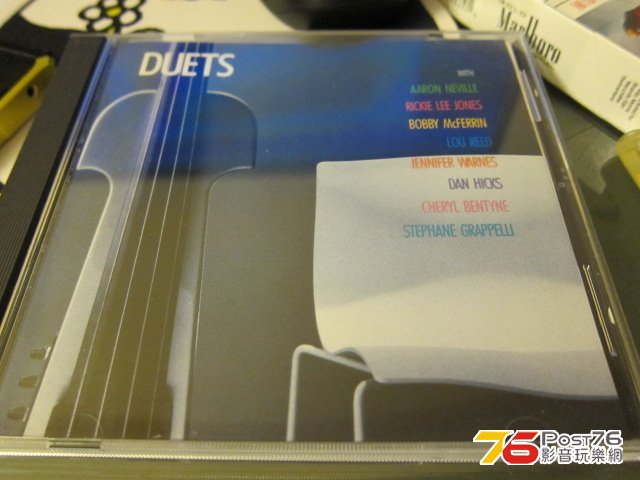 DUETS
WITH
AARON NEVILLE
RICKIE LEE JONES
BOBBY McFERRIN
LOU REED
JENNIFER WARNES
DAN HICKS
CHERYL BENTYNE
STEPHANE GRAPPELLI
Marlboro
76 Post76
影音玩樂網